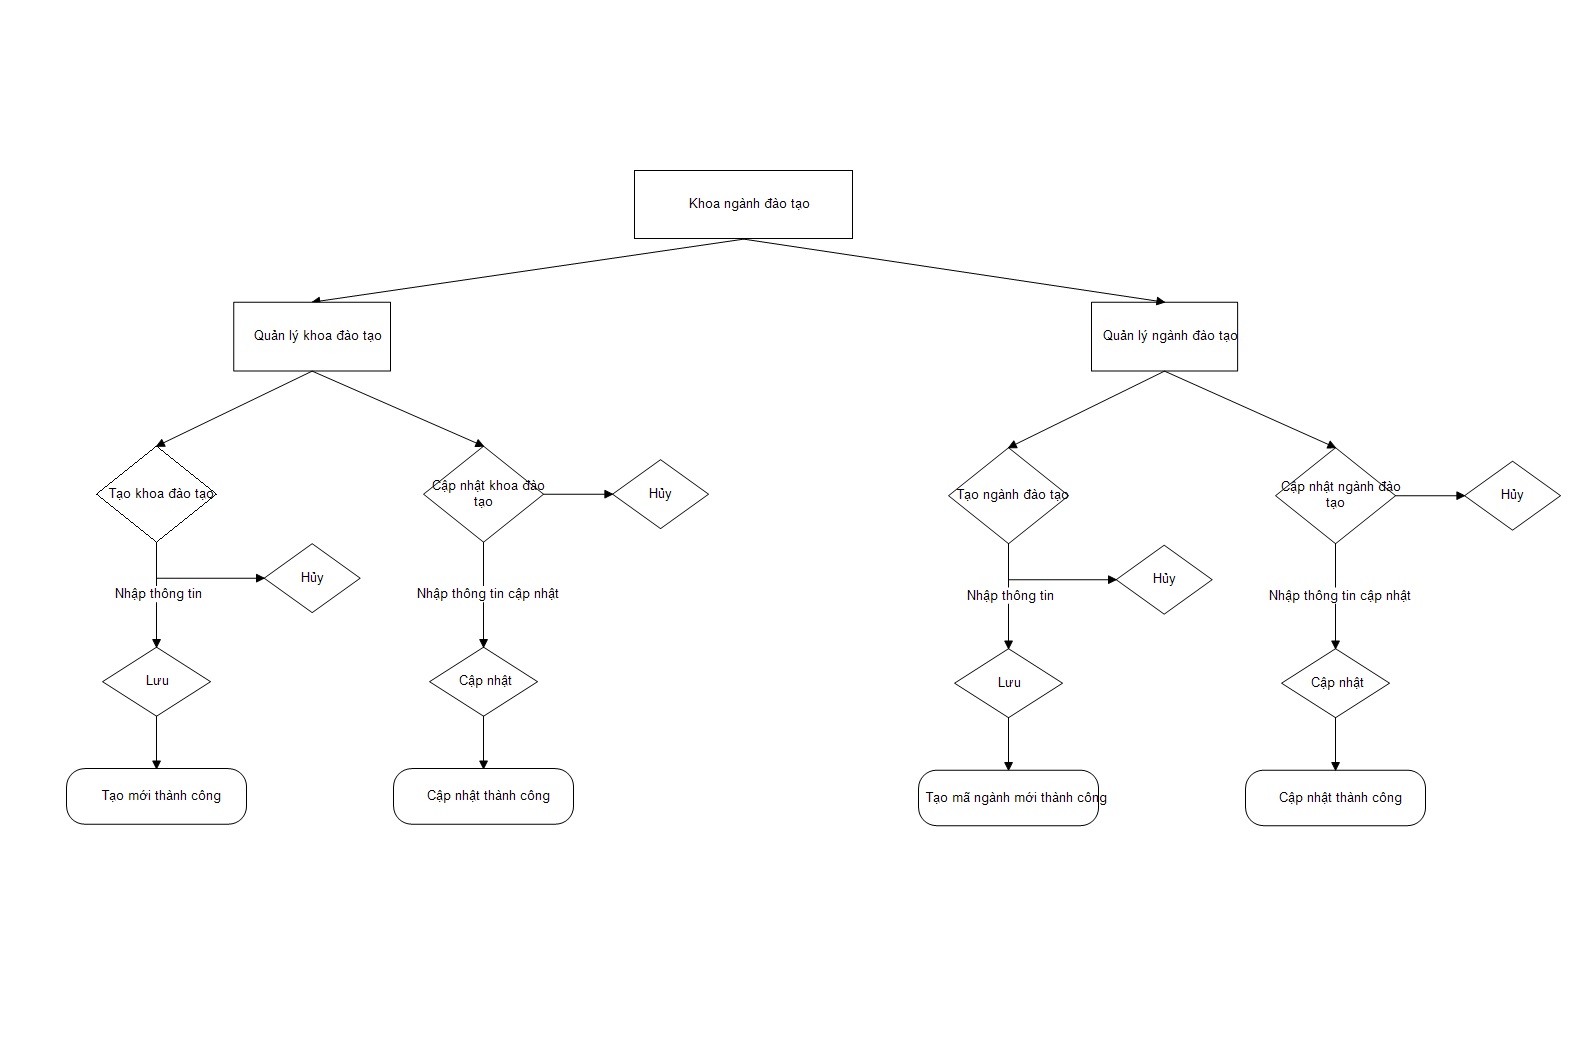 Khoa ngành đào tạo
Quản lý khoa đào tạo
Quản lý ngành đào tạo
Tạo khoa đào tạo
Cập nhật khoa đào
tạo
Hủy
Tạo ngành đào tạo
Cập nhật ngành đào
tạo
Hủy
Hủy
Nhập thông tin
Nhập thông tin cập nhật
Hủy
Nhập thông tin
Nhập thông tin cập nhật
Lưu
Cập nhật
Lưu
Cập nhật
Tạo mới thành công
Cập nhật thành công
Tạo mã ngành mới thành công
Cập nhật thành công